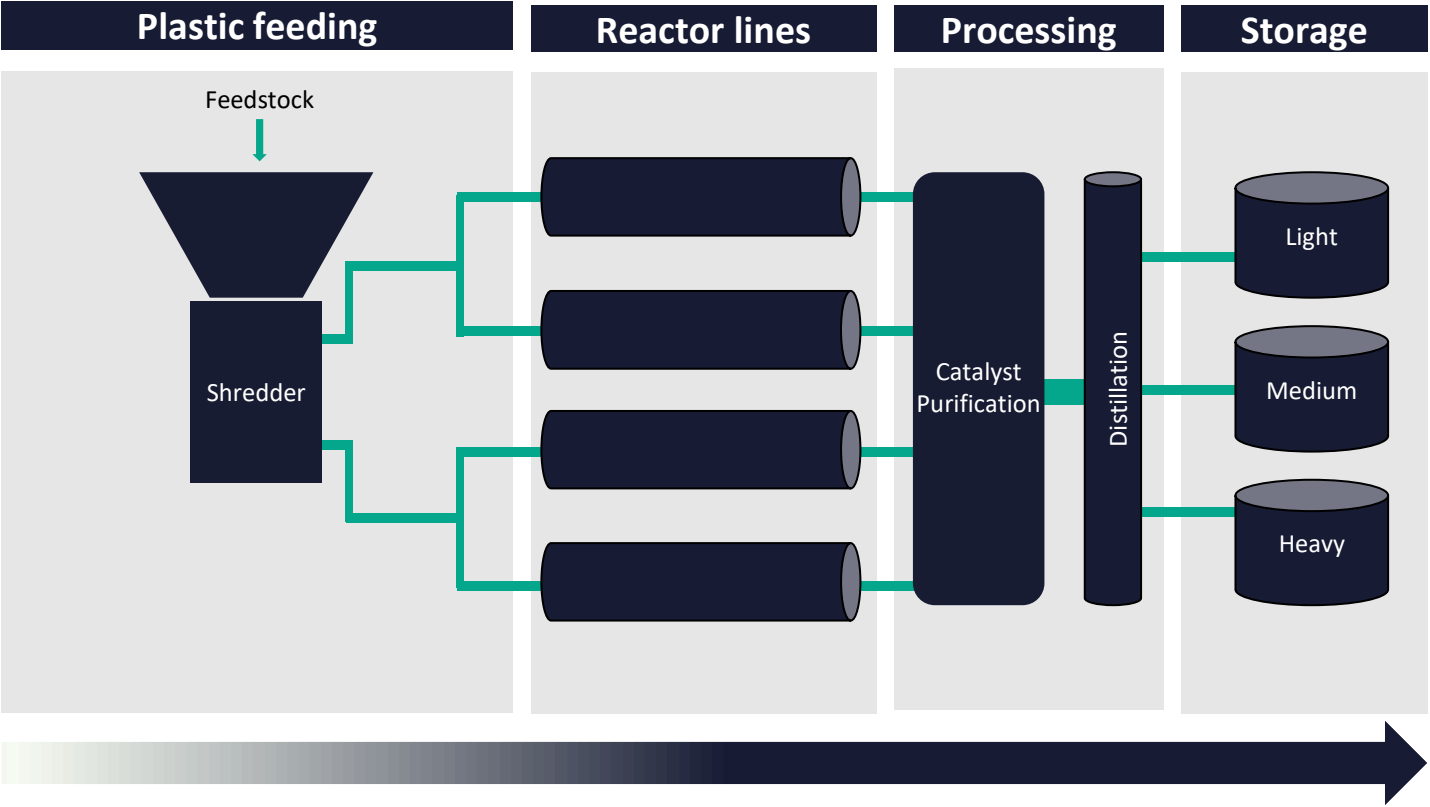 Plastic feeding
Reactor lines
Processing
Storage
Feedstock
Shredder
Catalyst
Purification
Distillation
Light
Medium
Heavy